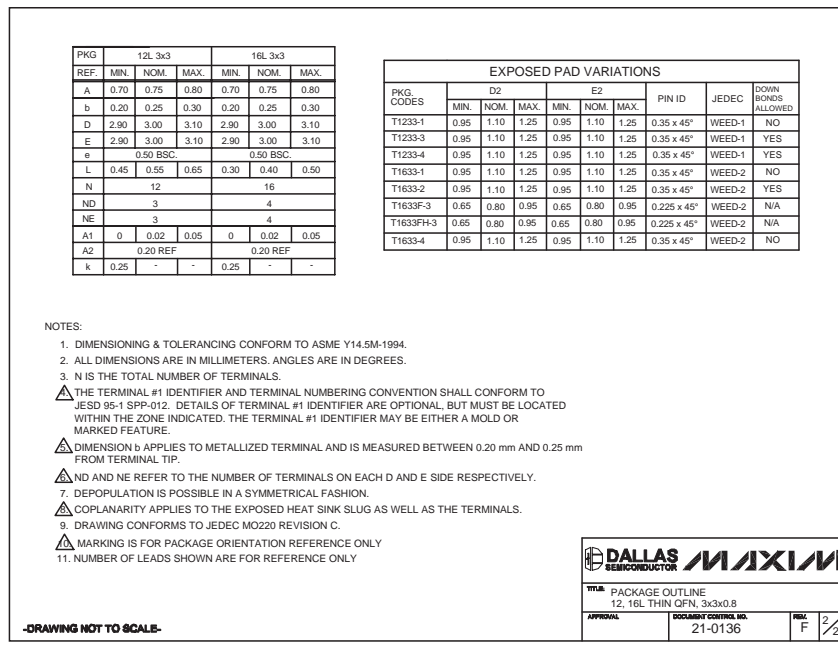 PKG 12L 3x3 16L 3x3
REF. MIN. NOM. MAX. MIN. NOM. MAX.
A 0.70 0.75 0.80 0.70 0.75 0.80
b 0.20 0.25 0.30 0.20 0.25 0.30
D 2.90 3.00 3.10 2.90 3.00 3.10
E 2.90 3.00 3.10 2.90 3.00 3.10
e 0.50 BSC. 0.50 BSC.
L 0.45 0.55 0.65 0.30 0.40 0.50
N 12 16
ND 3 4
NE 3 4
A1 0 0.02 0.05 0 0.02 0.05
A2 0.20 REF 0.20 REF
k 0.25 - - 0.25 - -
EXPOSED PAD VARIATIONS
PKG. CODES D2 E2 PIN ID JEDEC DOWN BONDS ALLOWED
MIN. NOM. MAX. MIN. NOM. MAX.
T1233-1 0.95 1.10 1.25 0.95 1.10 1.25 0.35 x 45° WEED-1 NO
T1233-3 0.95 1.10 1.25 0.95 1.10 1.25 0.35 x 45° WEED-1 YES
T1233-4 0.95 1.10 1.25 0.95 1.10 1.25 0.35 x 45° WEED-1 YES
T1633-1 0.95 1.10 1.25 0.95 1.10 1.25 0.35 x 45° WEED-2 NO
T1633-2 0.95 1.10 1.25 0.95 1.10 1.25 0.35 x 45° WEED-2 YES
T1633F-3 0.65 0.80 0.95 0.65 0.80 0.95 0.225 x 45° WEED-2 N/A
T1633FH-3 0.65 0.80 0.95 0.65 0.80 0.95 0.225 x 45° WEED-2 N/A
T1633-4 0.95 1.10 1.25 0.95 1.10 1.25 0.35 x 45° WEED-2 NO
NOTES:
1. DIMENSIONING & TOLERANCING CONFORM TO ASME Y14.5M-1994.
2. ALL DIMENSIONS ARE IN MILLIMETERS. ANGLES ARE IN DEGREES.
3. N IS THE TOTAL NUMBER OF TERMINALS.
4. THE TERMINAL #1 IDENTIFIER AND TERMINAL NUMBERING CONVENTION SHALL CONFORM TO
JESD 95-1 SPP-012. DETAILS OF TERMINAL #1 IDENTIFIER ARE OPTIONAL, BUT MUST BE LOCATED
WITHIN THE ZONE INDICATED. THE TERMINAL #1 IDENTIFIER MAY BE EITHER A MOLD OR
MARKED FEATURE.
5. DIMENSION b APPLIES TO METALLIZED TERMINAL AND IS MEASURED BETWEEN 0.20 mm AND 0.25 mm
FROM TERMINAL TIP.
6. ND AND NE REFER TO THE NUMBER OF TERMINALS ON EACH D AND E SIDE RESPECTIVELY.
7. DEPOPULATION IS POSSIBLE IN A SYMMETRICAL FASHION.
8. COPLANARITY APPLIES TO THE EXPOSED HEAT SINK SLUG AS WELL AS THE TERMINALS.
9. DRAWING CONFORMS TO JEDEC MO220 REVISION C.
10. MARKING IS FOR PACKAGE ORIENTATION REFERENCE ONLY
11. NUMBER OF LEADS SHOWN ARE FOR REFERENCE ONLY
DALLAS SEMICONDUCTOR MAXIM
TITLE: PACKAGE OUTLINE
12, 16L THIN QFN, 3x3x0.8
APPROVAL DOCUMENT CONTROL NO. REV.
21-0136 F 2/2
-DRAWING NOT TO SCALE-